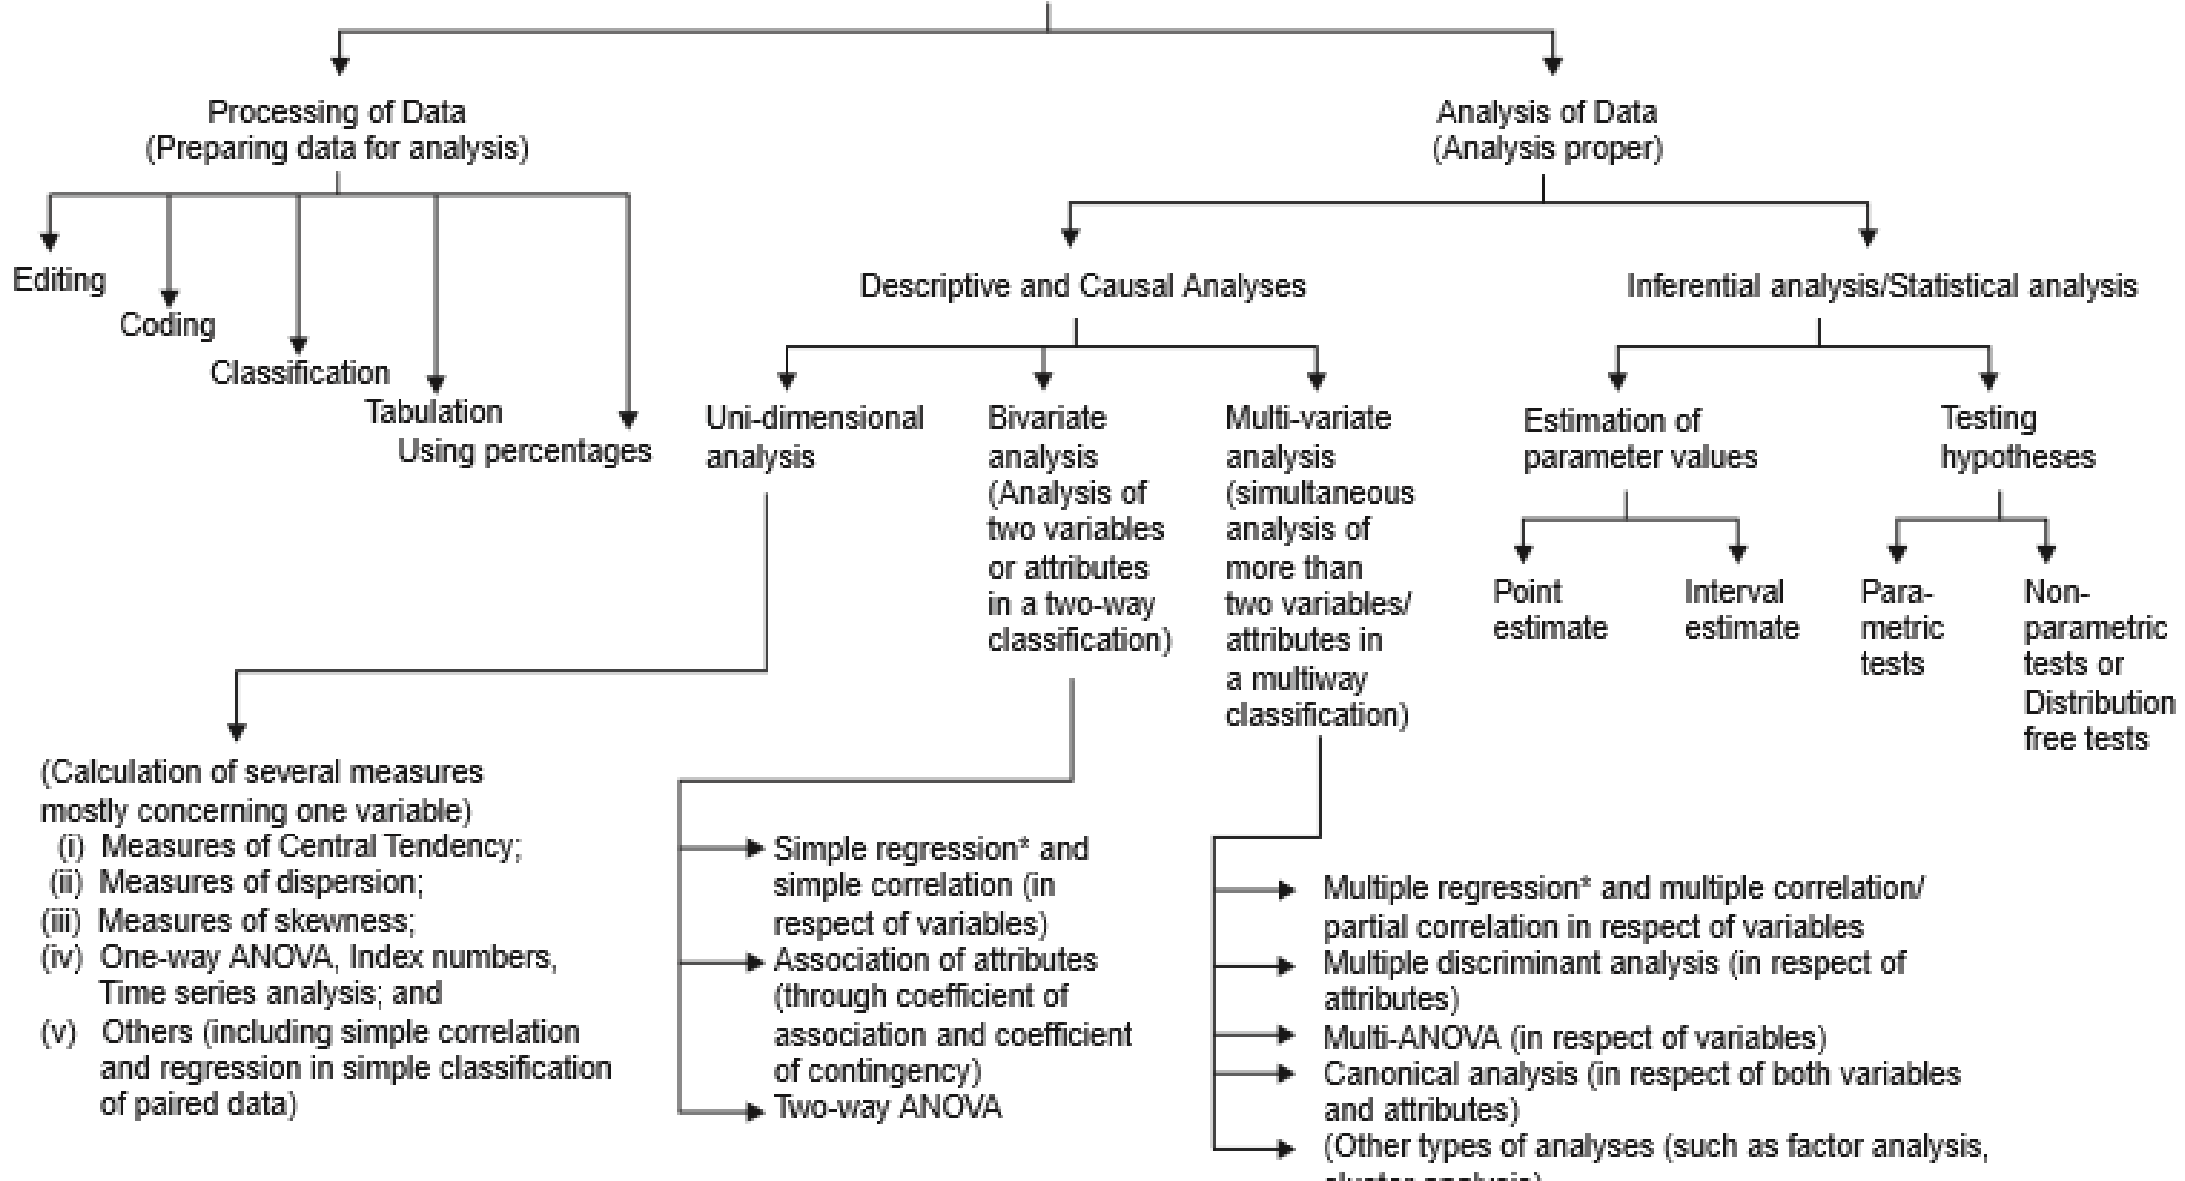 Processing of Data
(Preparing data for analysis)
Analysis of Data
(Analysis proper)
Editing
Coding
Classification
Tabulation
Using percentages
Descriptive and Causal Analyses
Inferential analysis/Statistical analysis
Uni-dimensional
analysis
Bivariate
analysis
(Analysis of
two variables
or attributes
in a two-way
classification)
Multi-variate
analysis
(simultaneous
analysis of
more than
two variables/
attributes in
a multiway
classification)
Estimation of
parameter values
Testing
hypotheses
Point
estimate
Interval
estimate
Para-
metric
tests
Non-
parametric
tests or
Distribution
free tests
(Calculation of several measures
mostly concerning one variable)
(i) Measures of Central Tendency;
(ii) Measures of dispersion;
(iii) Measures of skewness;
(iv) One-way ANOVA, Index numbers,
Time series analysis; and
(v) Others (including simple correlation
and regression in simple classification
of paired data)
Simple regression* and
simple correlation (in
respect of variables)
Association of attributes
(through coefficient of
association and coefficient
of contingency)
Two-way ANOVA
Multiple regression* and multiple correlation/
partial correlation in respect of variables
Multiple discriminant analysis (in respect of
attributes)
Multi-ANOVA (in respect of variables)
Canonical analysis (in respect of both variables
and attributes)
(Other types of analyses (such as factor analysis,
cluster analysis)